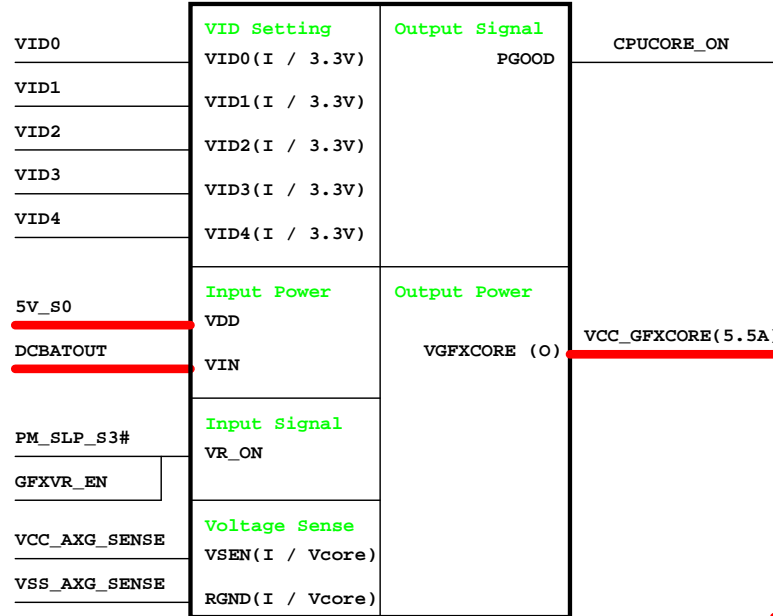 VID0
VID1
VID2
VID3
VID4
5V_S0
DCBATOUT
PM_SLP_S3#
GFXVR_EN
VCC_AXG_SENSE
VSS_AXG_SENSE
VID Setting
VID0(I / 3.3V)
VID1(I / 3.3V)
VID2(I / 3.3V)
VID3(I / 3.3V)
VID4(I / 3.3V)
Input Power
VDD
VIN
Input Signal
VR_ON
Voltage Sense
VSEN(I / Vcore)
RGND(I / Vcore)
Output Signal
PGOOD
Output Power
VGFXCORE (O)
CPUCORE_ON
VCC_GFXCORE(5.5A)